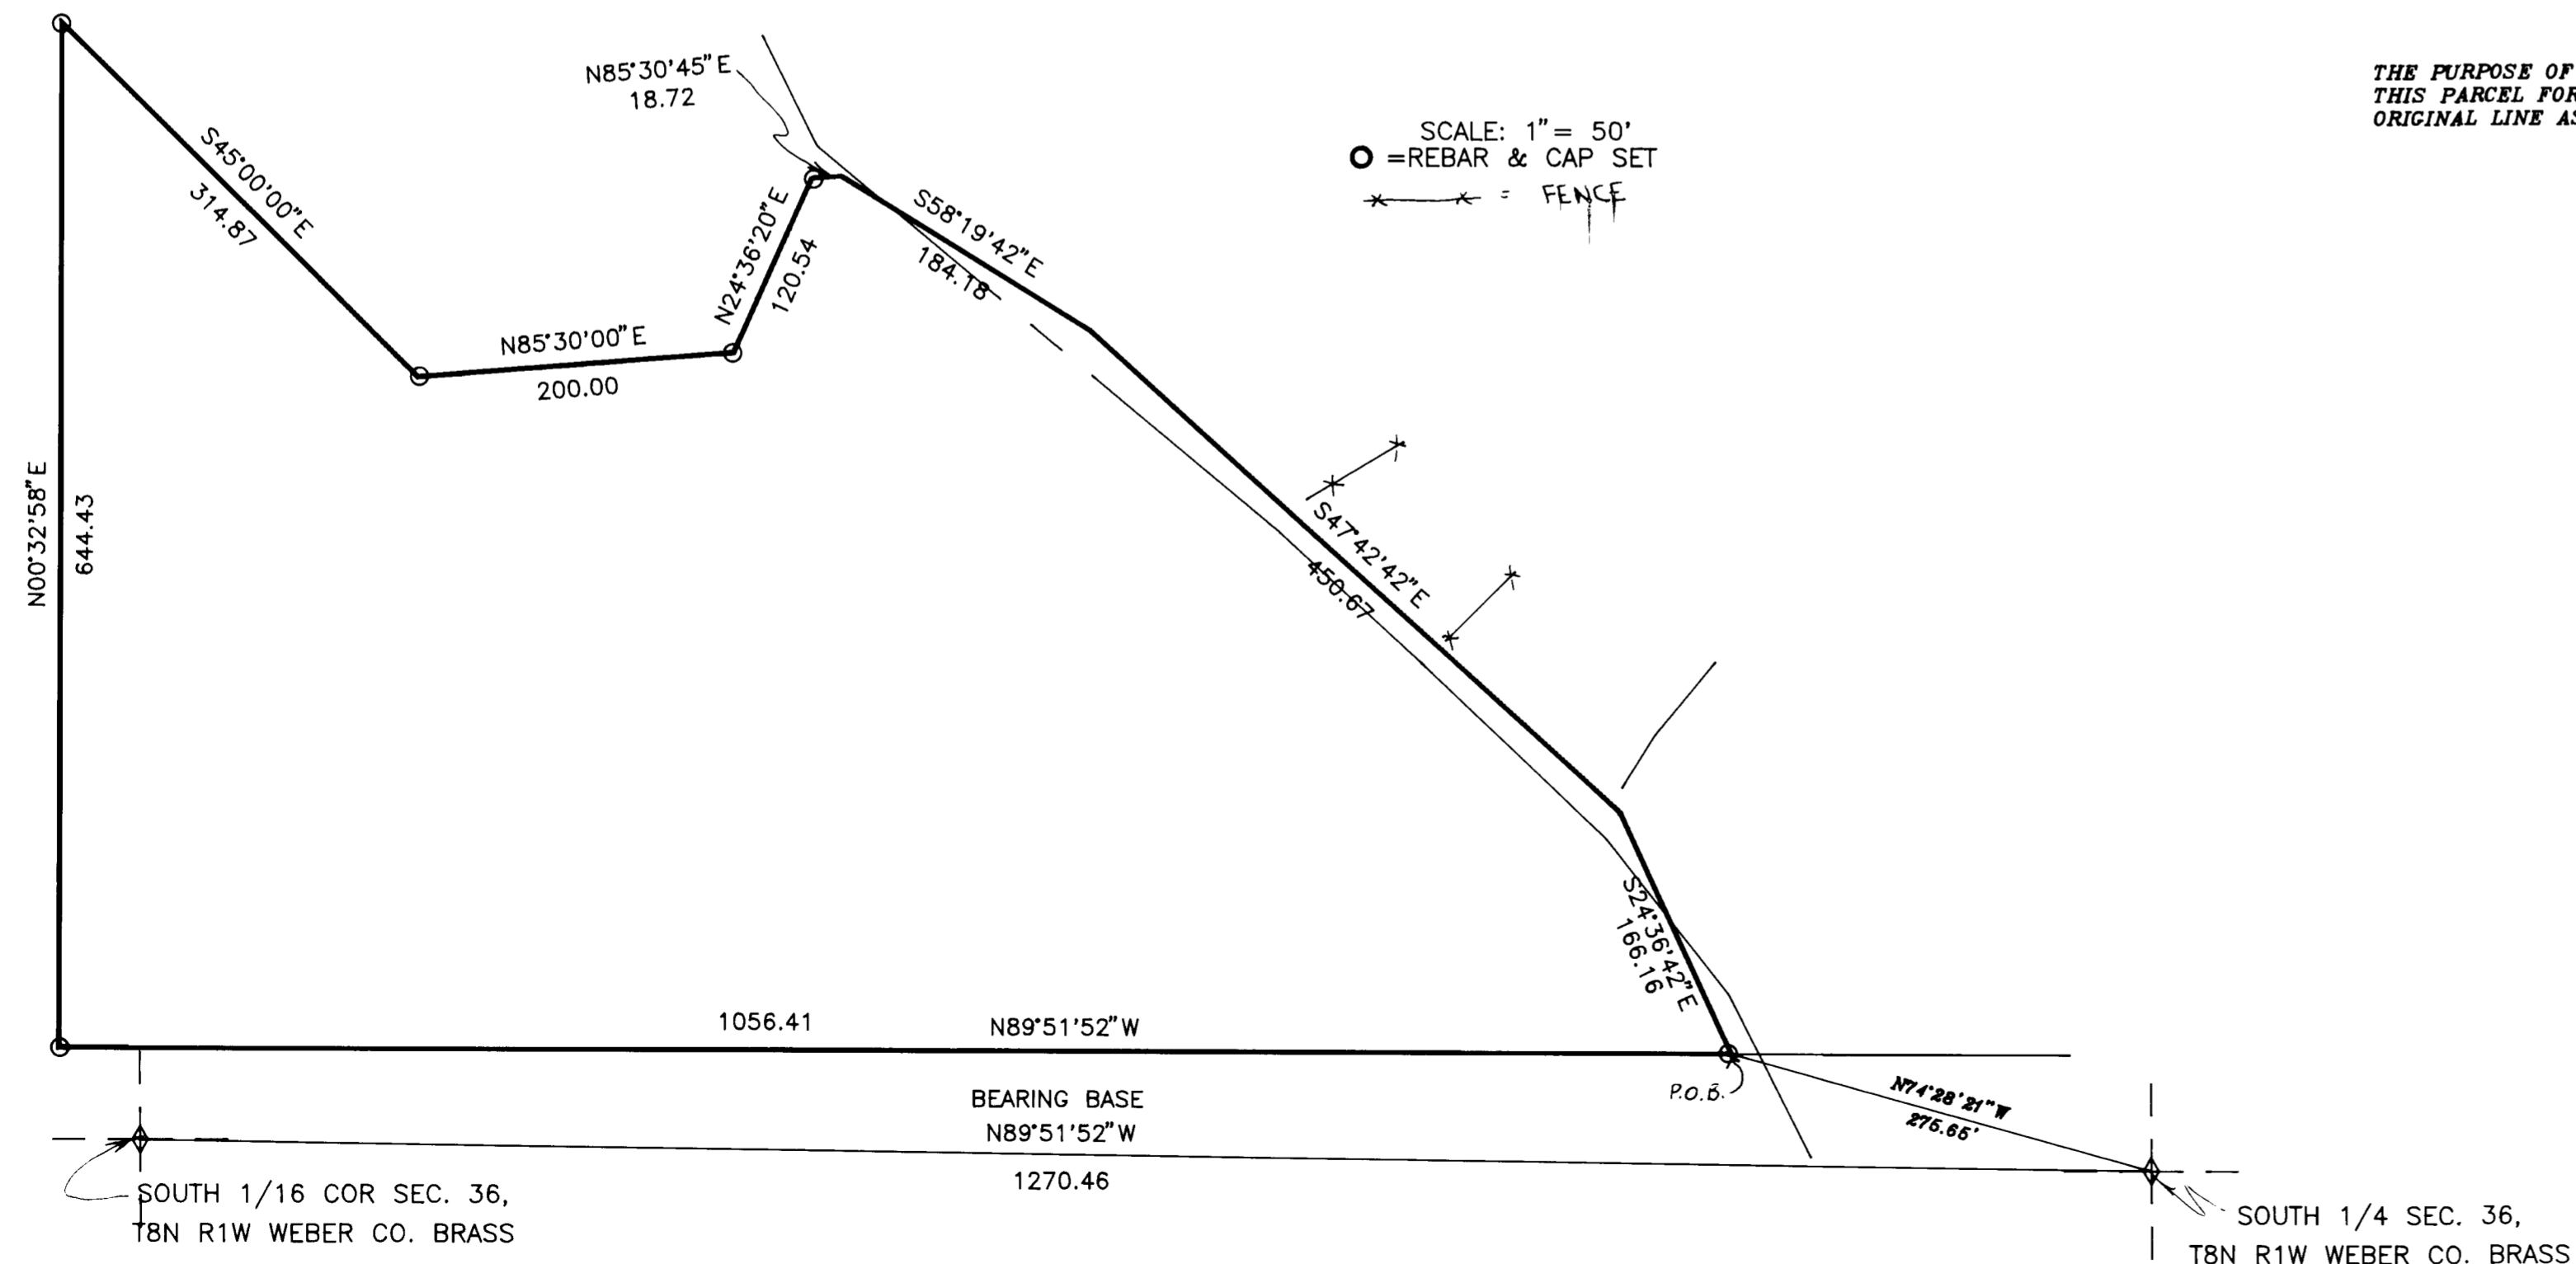 THE PURPOSE OF
THIS PARCEL FOR
ORIGINAL LINE AS
N85°30'45"E
18.72
SCALE: 1"= 50'
=REBAR & CAP SET
= FENCE
S45°00'00"E
314.87
N24°36'20"E
120.54
S58°19'42"E
184.18
N85°30'00"E
200.00
N00°32'58"E
644.43
S47°42'42"E
450.67
S24°36'42"E
166.16
1056.41
N89°51'52"W
P.O.B.
N74°28'21"W
275.65'
BEARING BASE
N89°51'52"W
1270.46
SOUTH 1/16 COR SEC. 36,
T8N R1W WEBER CO. BRASS
SOUTH 1/4 SEC. 36,
T8N R1W WEBER CO. BRASS